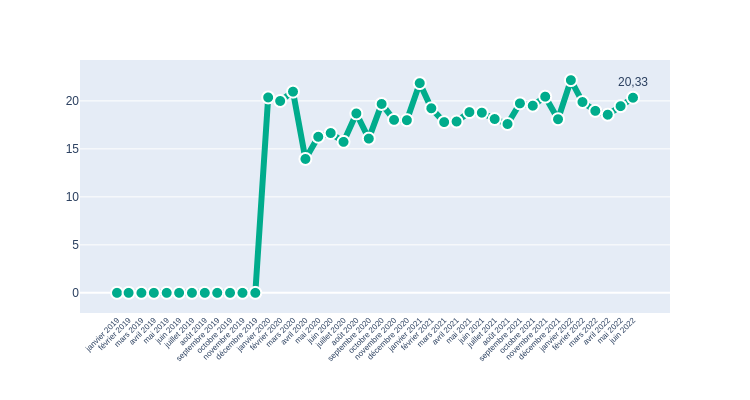 20,33
20
15
10
5
0
janvier 2019
février 2019
mars 2019
avril 2019
mai 2019
juin 2019
juillet 2019
août 2019
septembre 2019
octobre 2019
novembre 2019
décembre 2019
janvier 2020
février 2020
mars 2020
avril 2020
mai 2020
juin 2020
juillet 2020
août 2020
septembre 2020
octobre 2020
novembre 2020
décembre 2020
janvier 2021
février 2021
mars 2021
avril 2021
mai 2021
juin 2021
juillet 2021
août 2021
septembre 2021
octobre 2021
novembre 2021
décembre 2021
janvier 2022
février 2022
mars 2022
avril 2022
mai 2022
juin 2022